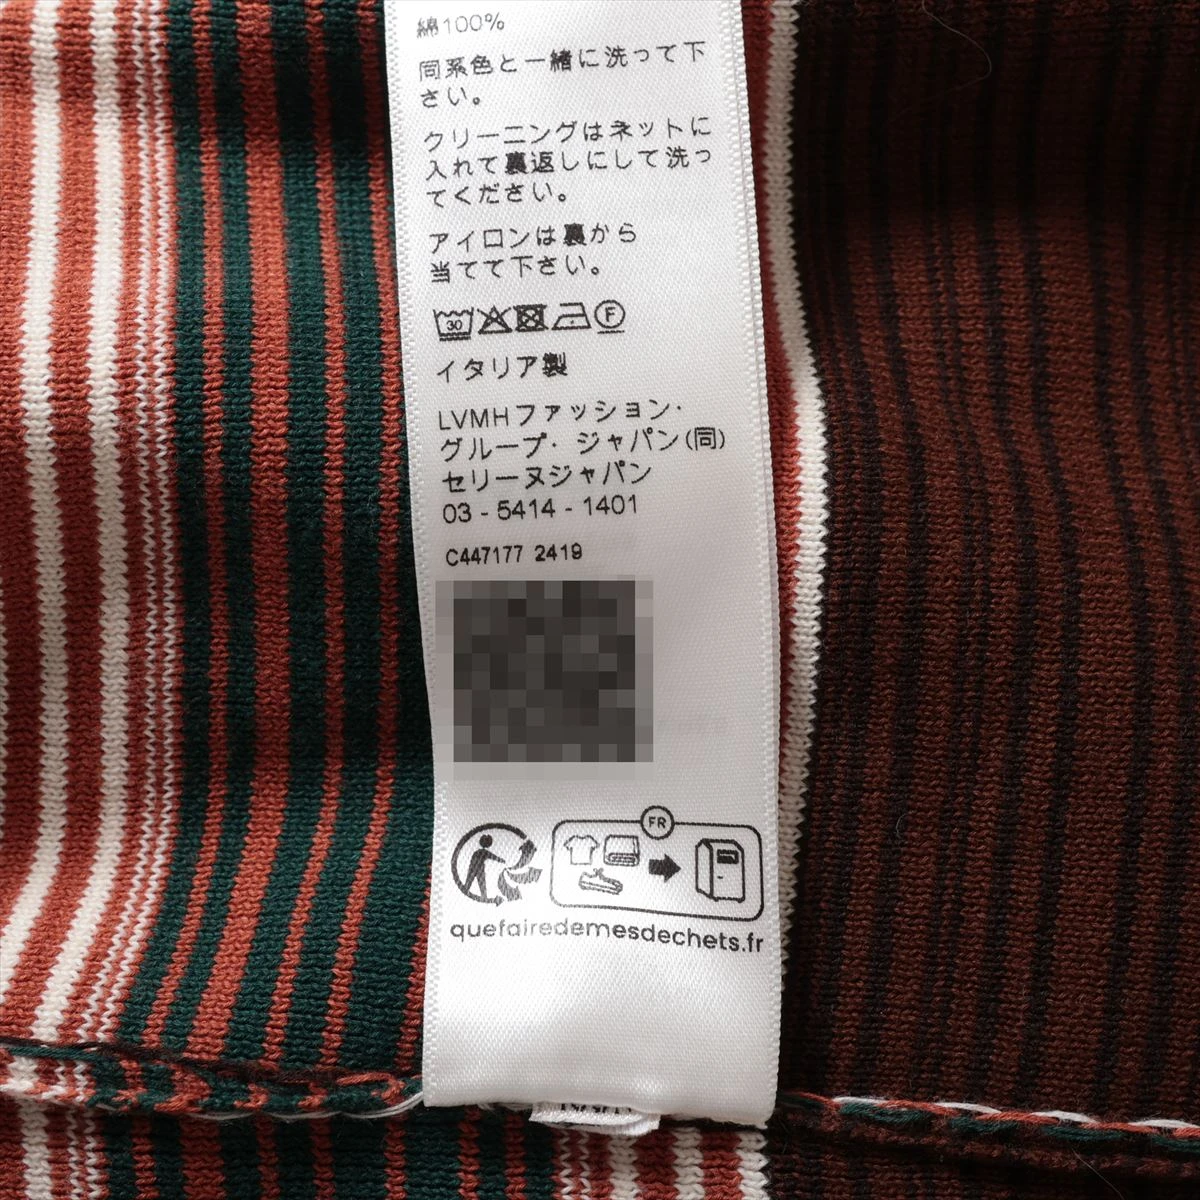 綿100%
同系色と一緒に洗って下
さい。
クリーニングはネットに
入れて裏返しにして洗っ
てください。
アイロンは裏から
当てて下さい。
30 F
イタリア製
LVMHファッション・
グループ・ジャパン(同)
セリーヌジャパン
03 - 5414 - 1401
C447177 2419
FR
quefairedemesdechets.fr